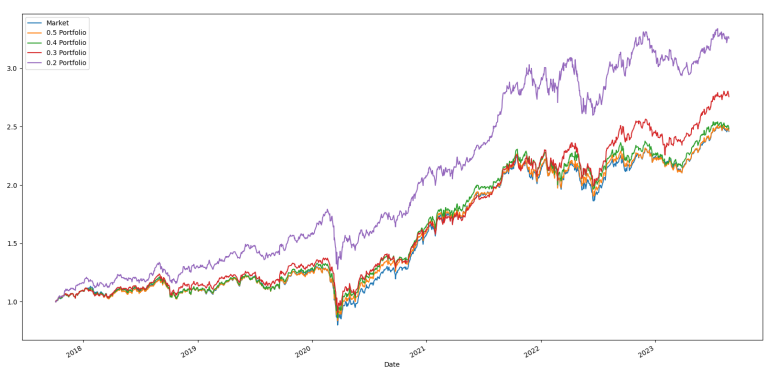 Market
0.5 Portfolio
0.4 Portfolio
0.3 Portfolio
0.2 Portfolio
3.0
2.5
2.0
1.5
1.0
2018
2019
2020
2021
2022
2023
Date